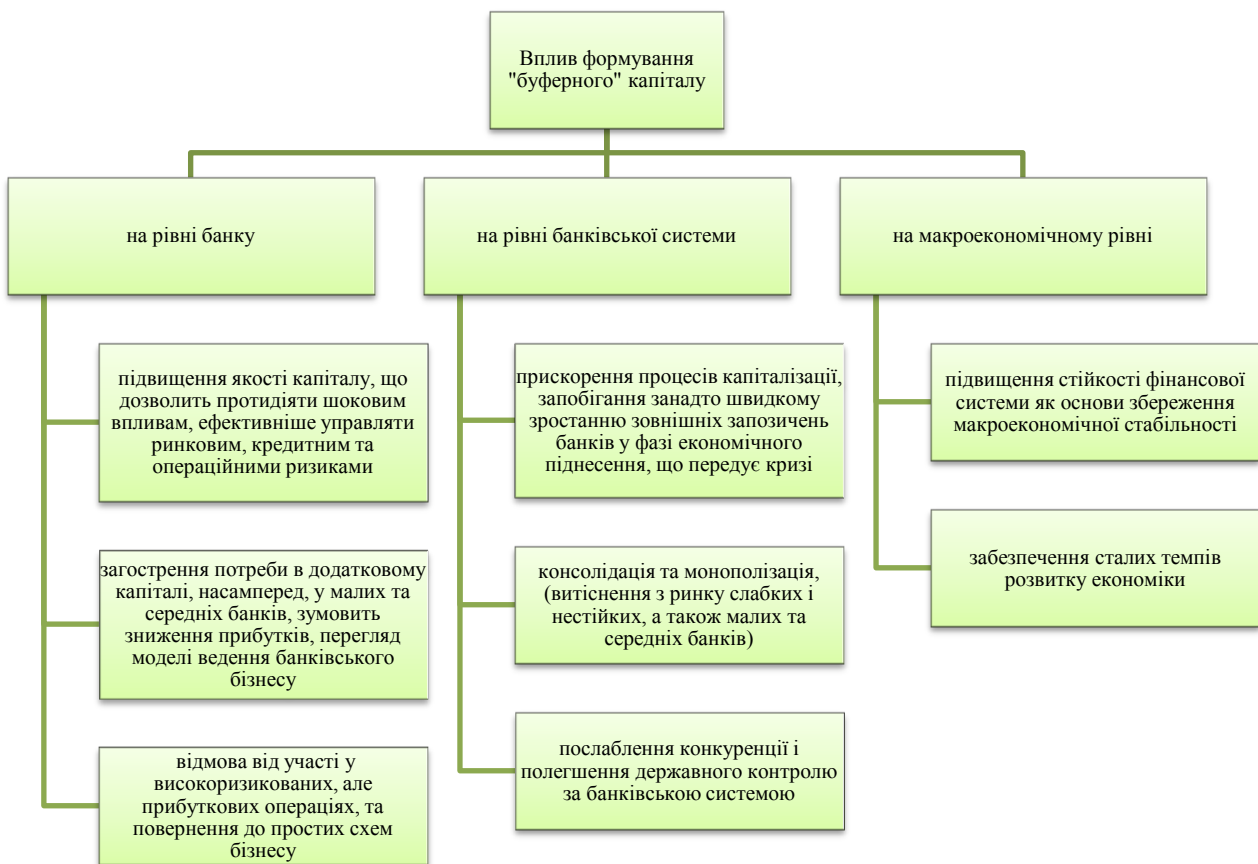 Вплив формування
"буферного" капіталу
на рівні банку
на рівні банківської системи
на макроекономічному рівні
підвищення якості капіталу, що
дозволить протидіяти шоковим
впливам, ефективніше управляти
ринковим, кредитним та
операційними ризиками
загострення потреби в додатковому
капіталі, насамперед, у малих та
середніх банків, зумовить
зниження прибутків, перегляд
моделі ведення банківського
бізнесу
відмова від участі у
високоризикованих, але
прибуткових операціях, та
повернення до простих схем
бізнесу
прискорення процесів капіталізації,
запобігання занадто швидкому
зростанню зовнішніх запозичень
банків у фазі економічного
піднесення, що передує кризі
консолідація та монополізація,
(витіснення з ринку слабких і
нестійких, а також малих та
середніх банків)
послаблення конкуренції і
полегшення державного контролю
за банківською системою
підвищення стійкості фінансової
системи як основи збереження
макроекономічної стабільності
забезпечення сталих темпів
розвитку економіки